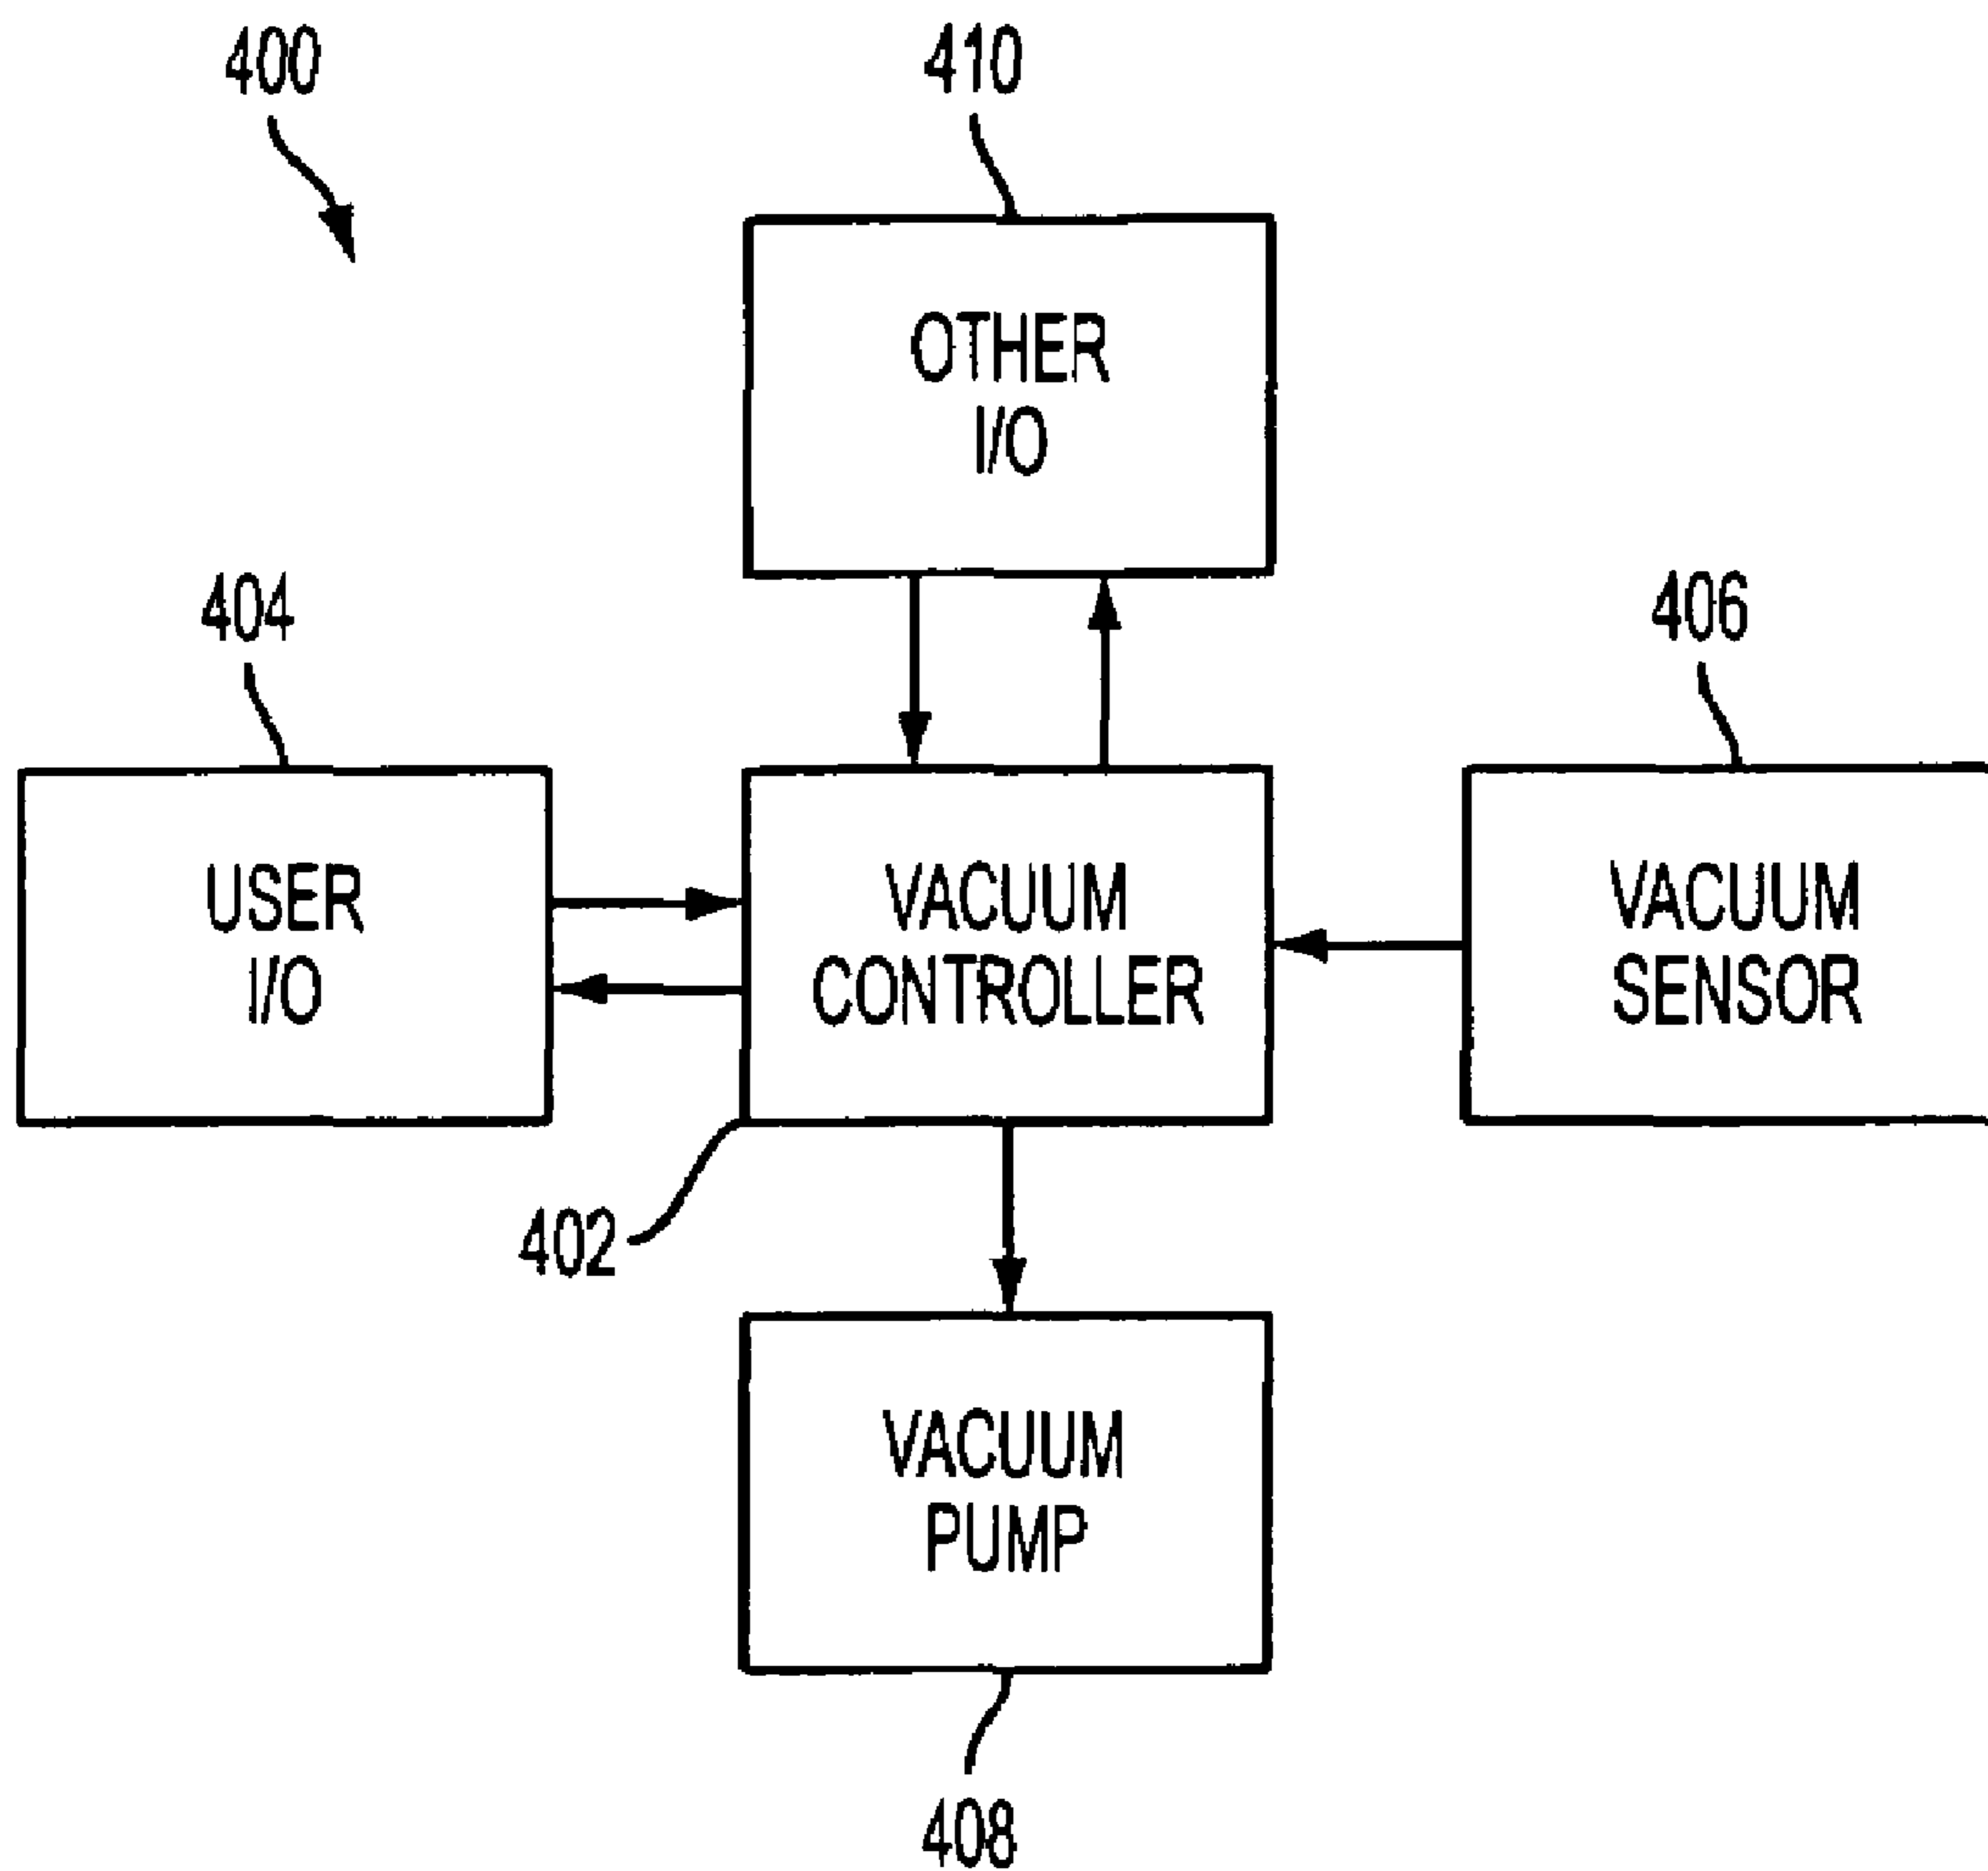 400
410
OTHER
I/O
404
406
USER
I/O
VACUUM
CONTROLLER
VACUUM
SENSOR
402
VACUUM
PUMP
408